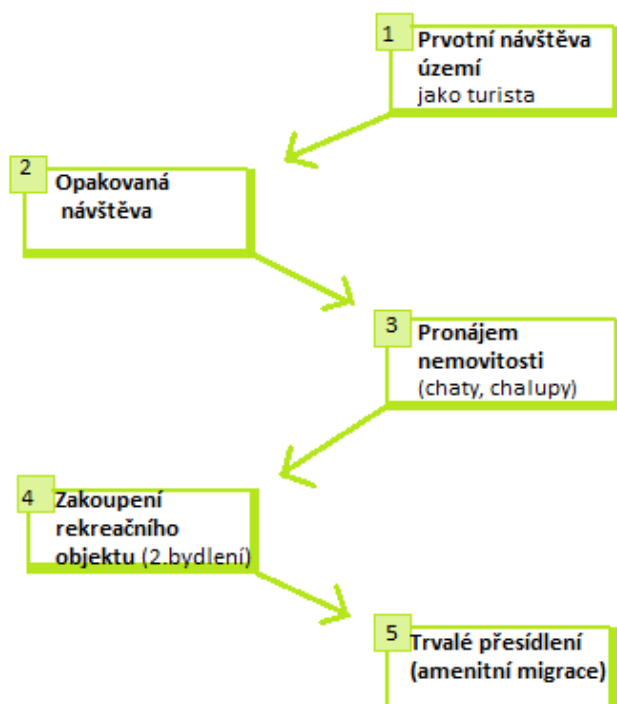 1
Prvotní návštěva
území
jako turista
2
Opakovaná
návštěva
3
Pronájem
nemovitosti
(chaty, chalupy)
4
Zakoupení
rekreačního
objektu (2.bydlení)
5
Trvalé přesídlení
(amenitní migrace)